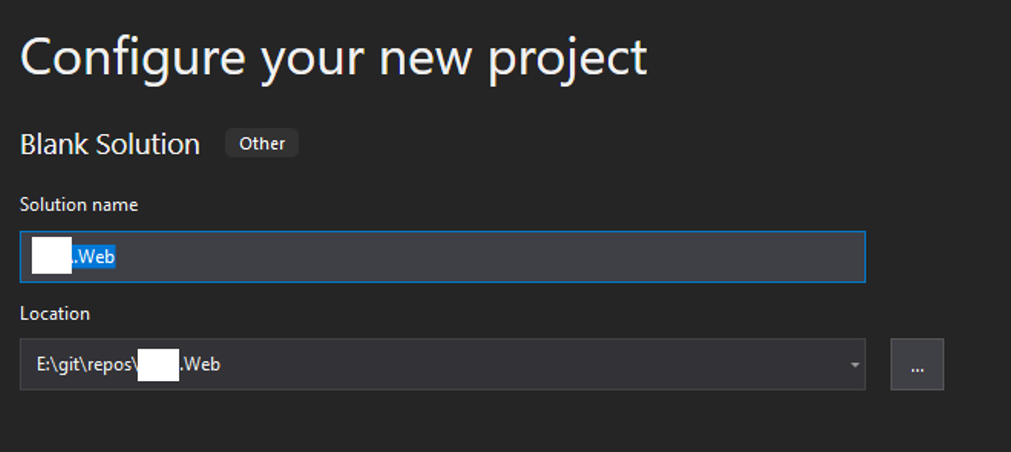 Configure your new project
Blank Solution Other
Solution name
.Web
Location
E:\git\repos\ .Web
...